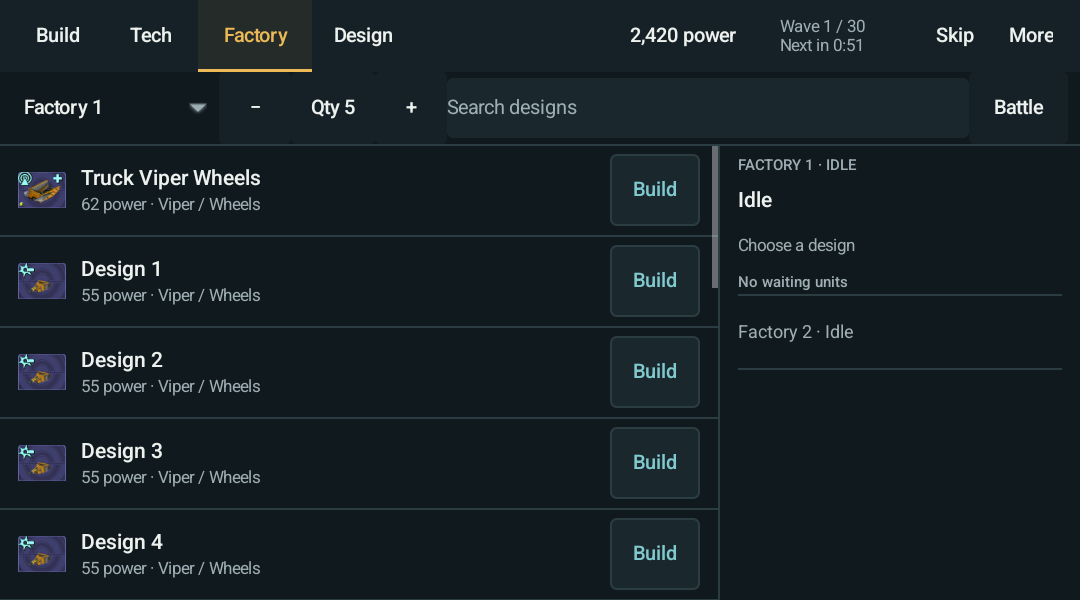 Build Tech Factory Design 2,420 power Wave 1 / 30 Skip More
Next in 0:51
Factory 1 − Qty 5 + Search designs Battle
Truck Viper Wheels
62 power · Viper / Wheels
Build
Design 1
55 power · Viper / Wheels
Build
Design 2
55 power · Viper / Wheels
Build
Design 3
55 power · Viper / Wheels
Build
Design 4
55 power · Viper / Wheels
Build
FACTORY 1 · IDLE
Idle
Choose a design
No waiting units
Factory 2 · Idle